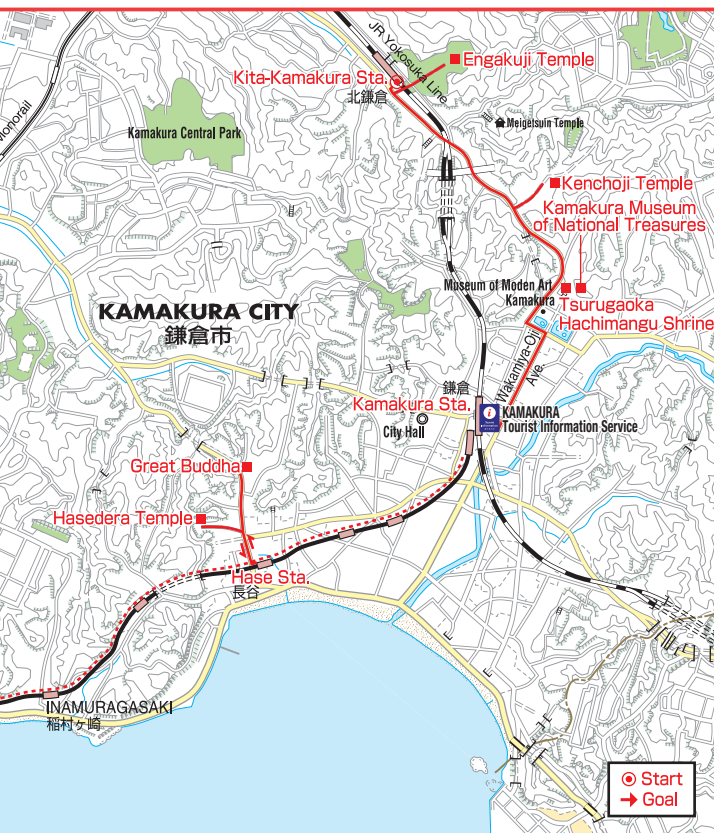 JR Yokosuka Line
Engakuji Temple
Kita-Kamakura Sta.
北鎌倉
Monorail
Kamakura Central Park
Meigetsuin Temple
Kenchoji Temple
Kamakura Museum
of National Treasures
Museum of Moden Art
Kamakura
Tsurugaoka
Hachimangu Shrine
KAMAKURA CITY
鎌倉市
Wakamiya-Oji
Ave
鎌倉
Kamakura Sta.
City Hall
i
KAMAKURA
Tourist Information Service
Great Buddha
Hasedera Temple
Hase Sta.
長谷
INAMURAGASAKI
稲村ヶ崎
Start
Goal